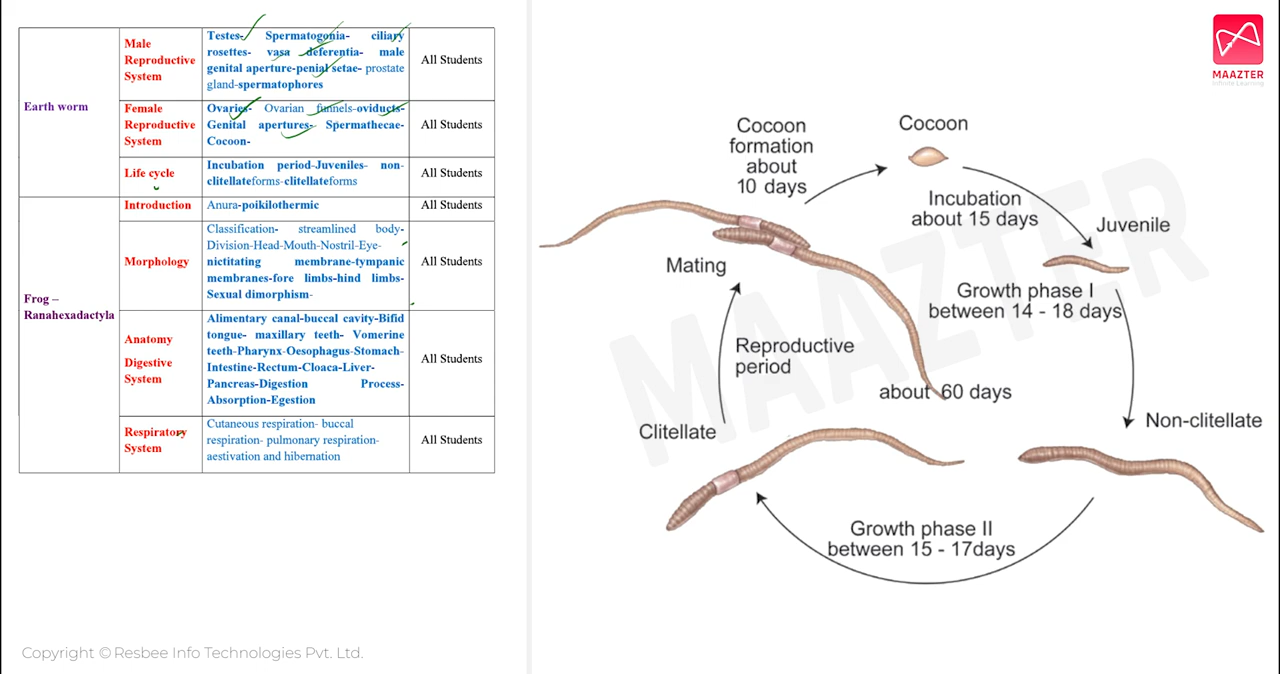 Earth worm
Male
Reproductive
System
Testes- Spermatogonia- ciliary
rosettes- vasa deferentia- male
genital aperture-penial setae- prostate
gland-spermatophores
All Students
Female
Reproductive
System
Ovaries- Ovarian funnels-oviducts-
Genital apertures- Spermathecae-
Cocoon-
All Students
Life cycle
Incubation period-Juveniles- non-
clitellateforms-clitellateforms
All Students
Frog –
Ranahexadactyla
Introduction
Anura-poikilothermic
All Students
Morphology
Classification- streamlined body-
Division-Head-Mouth-Nostril-Eye-
nictitating membrane-tympanic
membranes-fore limbs-hind limbs-
Sexual dimorphism-
All Students
Anatomy
Digestive
System
Alimentary canal-buccal cavity-Bifid
tongue- maxillary teeth- Vomerine
teeth-Pharynx-Oesophagus-Stomach-
Intestine-Rectum-Cloaca-Liver-
Pancreas-Digestion Process-
Absorption-Egestion
All Students
Respiratory
System
Cutaneous respiration- buccal
respiration- pulmonary respiration-
aestivation and hibernation
All Students
Copyright © Resbee Info Technologies Pvt. Ltd.
MAAZTER
Infinite Learning
Cocoon
formation
about
10 days
Cocoon
Incubation
about 15 days
Juvenile
Mating
Growth phase I
between 14 - 18 days
Reproductive
period
about 60 days
Clitellate
Non-clitellate
Growth phase II
between 15 - 17days
MAAZTER